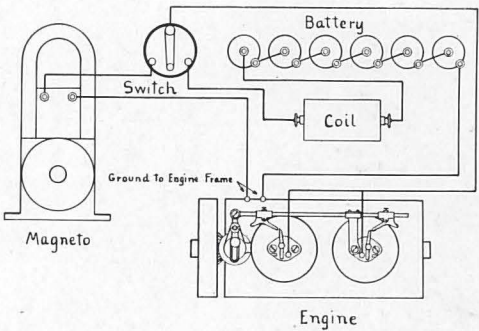 Battery
Switch
Coil
Ground to Engine Frame
Magneto
Engine